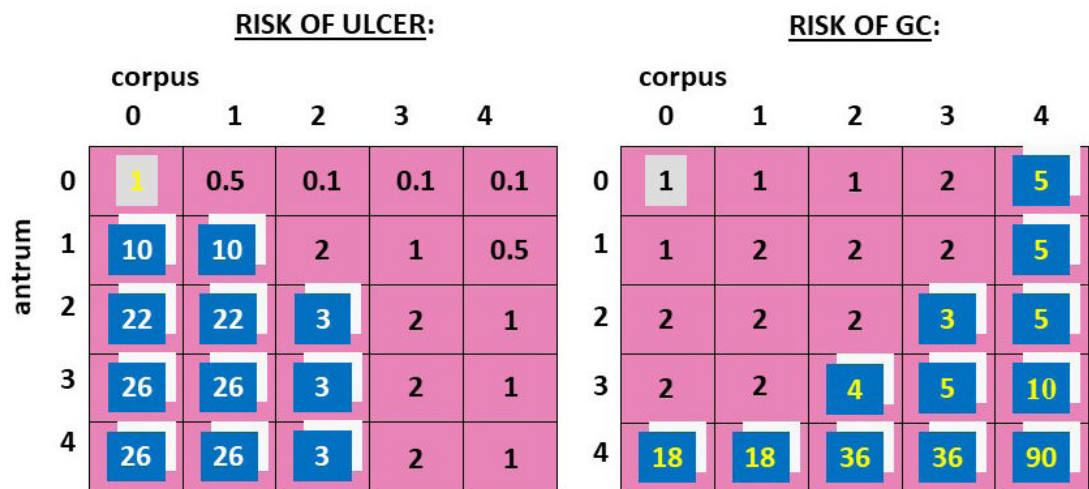 RISK OF ULCER:
corpus
0 1 2 3 4
antrum
0 1 0.5 0.1 0.1 0.1
1 10 10 2 1 0.5
2 22 22 3 2 1
3 26 26 3 2 1
4 26 26 3 2 1
RISK OF GC:
corpus
0 1 2 3 4
0 1 1 1 2 5
1 1 2 2 2 5
2 2 2 2 3 5
3 2 2 4 5 10
4 18 18 36 36 90